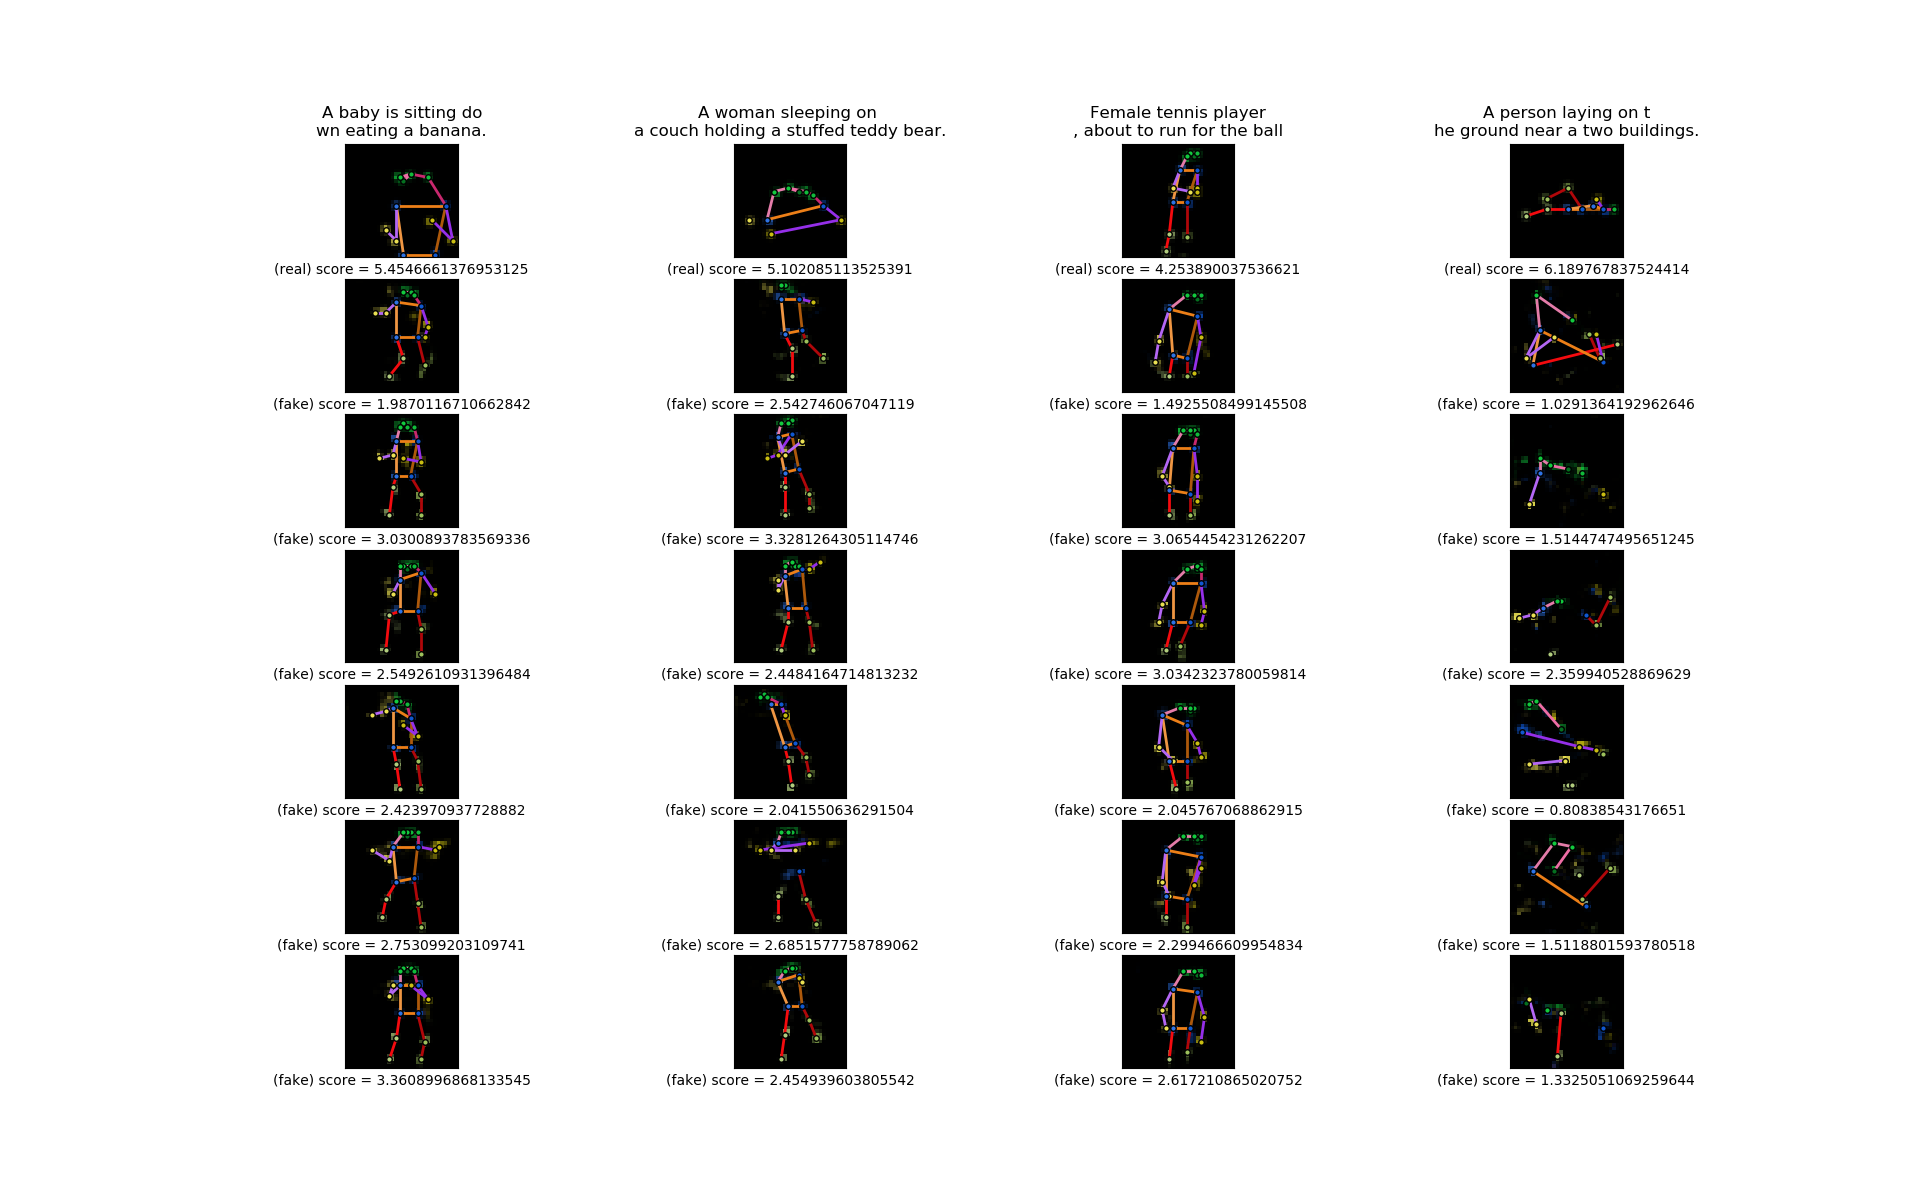 A baby is sitting do
wn eating a banana.
A woman sleeping on
a couch holding a stuffed teddy bear.
Female tennis player
, about to run for the ball
A person laying on t
he ground near a two buildings.
(real) score = 5.4546661376953125
(real) score = 5.102085113525391
(real) score = 4.253890037536621
(real) score = 6.189767837524414
(fake) score = 1.9870116710662842
(fake) score = 2.542746067047119
(fake) score = 1.4925508499145508
(fake) score = 1.0291364192962646
(fake) score = 3.0300893783569336
(fake) score = 3.3281264305114746
(fake) score = 3.0654454231262207
(fake) score = 1.5144747495651245
(fake) score = 2.5492610931396484
(fake) score = 2.4484164714813232
(fake) score = 3.0342323780059814
(fake) score = 2.359940528869629
(fake) score = 2.423970937728882
(fake) score = 2.041550636291504
(fake) score = 2.045767068862915
(fake) score = 0.80838543176651
(fake) score = 2.753099203109741
(fake) score = 2.6851577758789062
(fake) score = 2.299466609954834
(fake) score = 1.5118801593780518
(fake) score = 3.3608996868133545
(fake) score = 2.454939603805542
(fake) score = 2.617210865020752
(fake) score = 1.3325051069259644